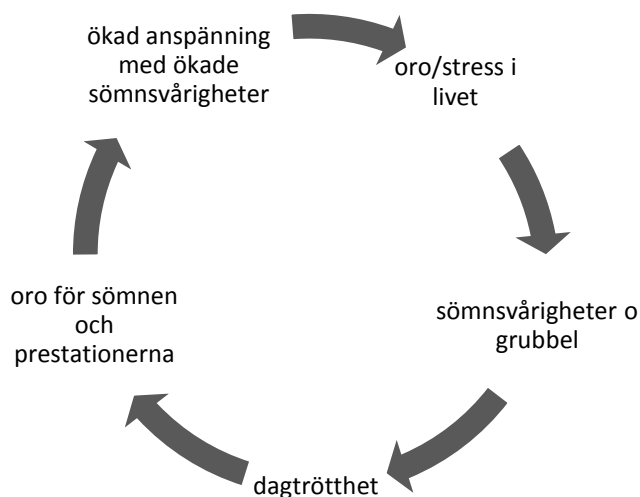 ökad anspänning
med ökade
sömnsvårigheter
oro/stress i
livet
sömnsvårigheter o
grubbel
dagtrötthet
oro för sömnen
och
prestationerna